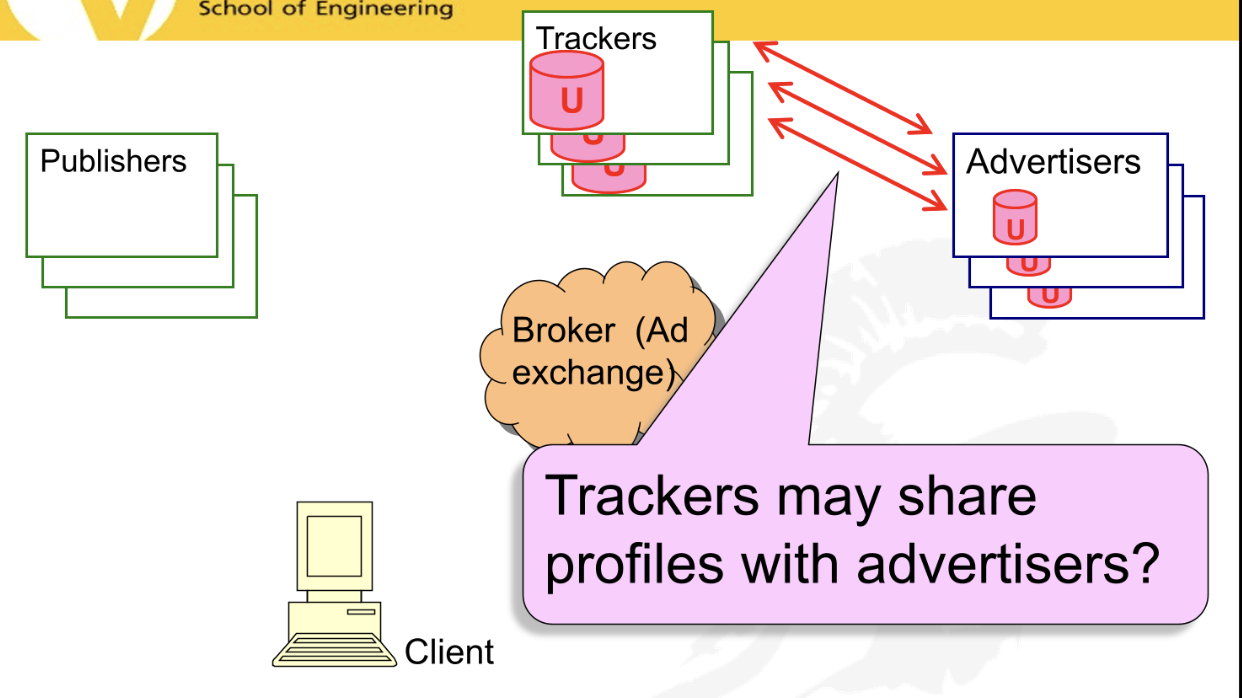 School of Engineering
Trackers
U
U
U
Publishers
Advertisers
U
U
U
Broker (Ad
exchange)
Trackers may share
profiles with advertisers?
Client